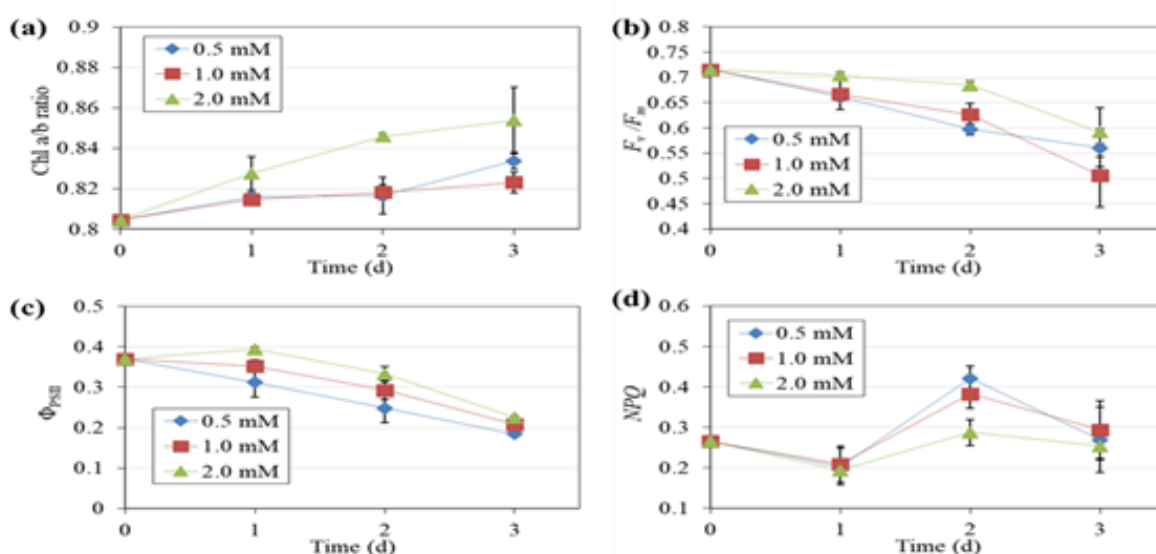 (a)
Chl a/b ratio
0.9
0.88
0.86
0.84
0.82
0.8
0.5 mM
1.0 mM
2.0 mM
0 1 2 3
Time (d)
(b)
Fv/Fm
0.75
0.7
0.65
0.6
0.55
0.5
0.45
0.4
0.5 mM
1.0 mM
2.0 mM
0 1 2 3
Time (d)
(c)
ΦPSII
0.5
0.4
0.3
0.2
0.1
0
0.5 mM
1.0 mM
2.0 mM
0 1 2 3
Time (d)
(d)
NPQ
0.6
0.5
0.4
0.3
0.2
0.1
0.5 mM
1.0 mM
2.0 mM
0 1 2 3
Time (d)